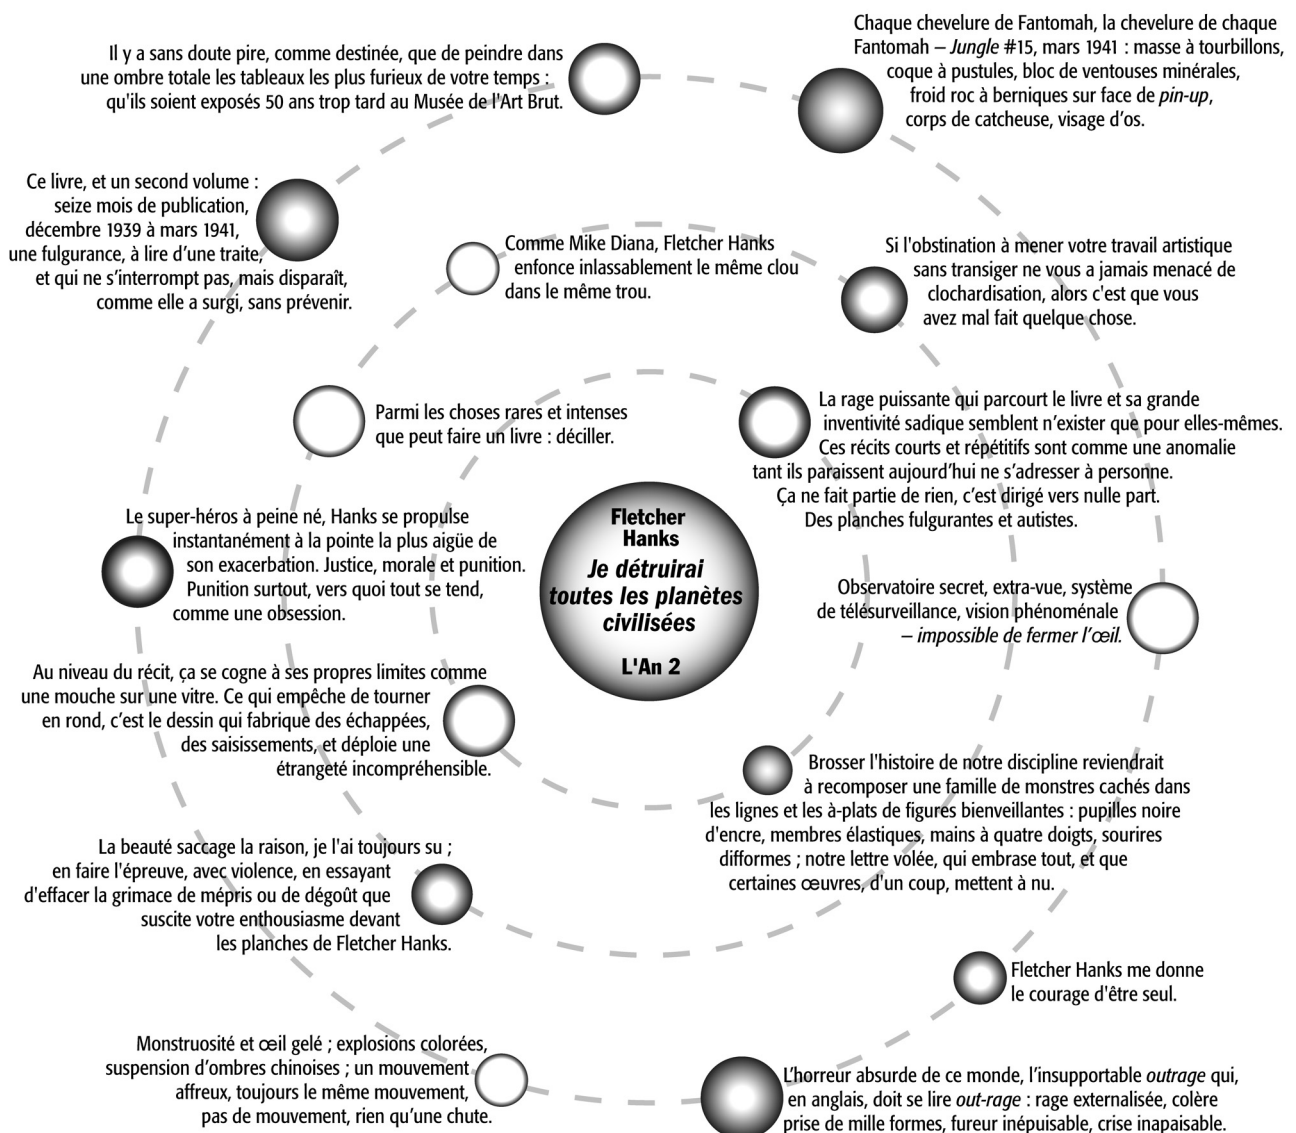 Il y a sans doute pire, comme destinée, que de peindre dans
une ombre totale les tableaux les plus furieux de votre temps :
qu'ils soient exposés 50 ans trop tard au Musée de l'Art Brut.
Chaque chevelure de Fantomah, la chevelure de chaque
Fantomah – Jungle #15, mars 1941 : masse à tourbillons,
coque à pustules, bloc de ventouses minérales,
froid roc à berniques sur face de pin-up,
corps de catcheuse, visage d’os.
Ce livre, et un second volume :
seize mois de publication,
décembre 1939 à mars 1941,
une fulgurance, à lire d’une traite,
et qui ne s’interrompt pas, mais disparaît,
comme elle a surgi, sans prévenir.
Comme Mike Diana, Fletcher Hanks
enfonce inlassablement le même clou
dans le même trou.
Si l'obstination à mener votre travail artistique
sans transiger ne vous a jamais menacé de
clochardisation, alors c'est que vous
avez mal fait quelque chose.
Parmi les choses rares et intenses
que peut faire un livre : déciller.
La rage puissante qui parcourt le livre et sa grande
inventivité sadique semblent n’exister que pour elles-mêmes.
Ces récits courts et répétitifs sont comme une anomalie
tant ils paraissent aujourd’hui ne s’adresser à personne.
Ça ne fait partie de rien, c’est dirigé vers nulle part.
Des planches fulgurantes et autistes.
Le super-héros à peine né, Hanks se propulse
instantanément à la pointe la plus aigüe de
son exacerbation. Justice, morale et punition.
Punition surtout, vers quoi tout se tend,
comme une obsession.
Fletcher
Hanks
Je détruirai
toutes les planètes
civilisées
L'An 2
Observatoire secret, extra-vue, système
de télésurveillance, vision phénoménale
– impossible de fermer l’œil.
Au niveau du récit, ça se cogne à ses propres limites comme
une mouche sur une vitre. Ce qui empêche de tourner
en rond, c’est le dessin qui fabrique des échappées,
des saisissements, et déploie une
étrangeté incompréhensible.
Brosser l'histoire de notre discipline reviendrait
à recomposer une famille de monstres cachés dans
les lignes et les à-plats de figures bienveillantes : pupilles noire
d'encre, membres élastiques, mains à quatre doigts, sourires
difformes ; notre lettre volée, qui embrase tout, et que
certaines œuvres, d'un coup, mettent à nu.
La beauté saccage la raison, je l'ai toujours su ;
en faire l'épreuve, avec violence, en essayant
d'effacer la grimace de mépris ou de dégoût que
suscite votre enthousiasme devant
les planches de Fletcher Hanks.
Fletcher Hanks me donne
le courage d'être seul.
Monstruosité et œil gelé ; explosions colorées,
suspension d’ombres chinoises ; un mouvement
affreux, toujours le même mouvement,
pas de mouvement, rien qu’une chute.
L’horreur absurde de ce monde, l’insupportable outrage qui,
en anglais, doit se lire out-rage : rage externalisée, colère
prise de mille formes, fureur inépuisable, crise inapaisable.